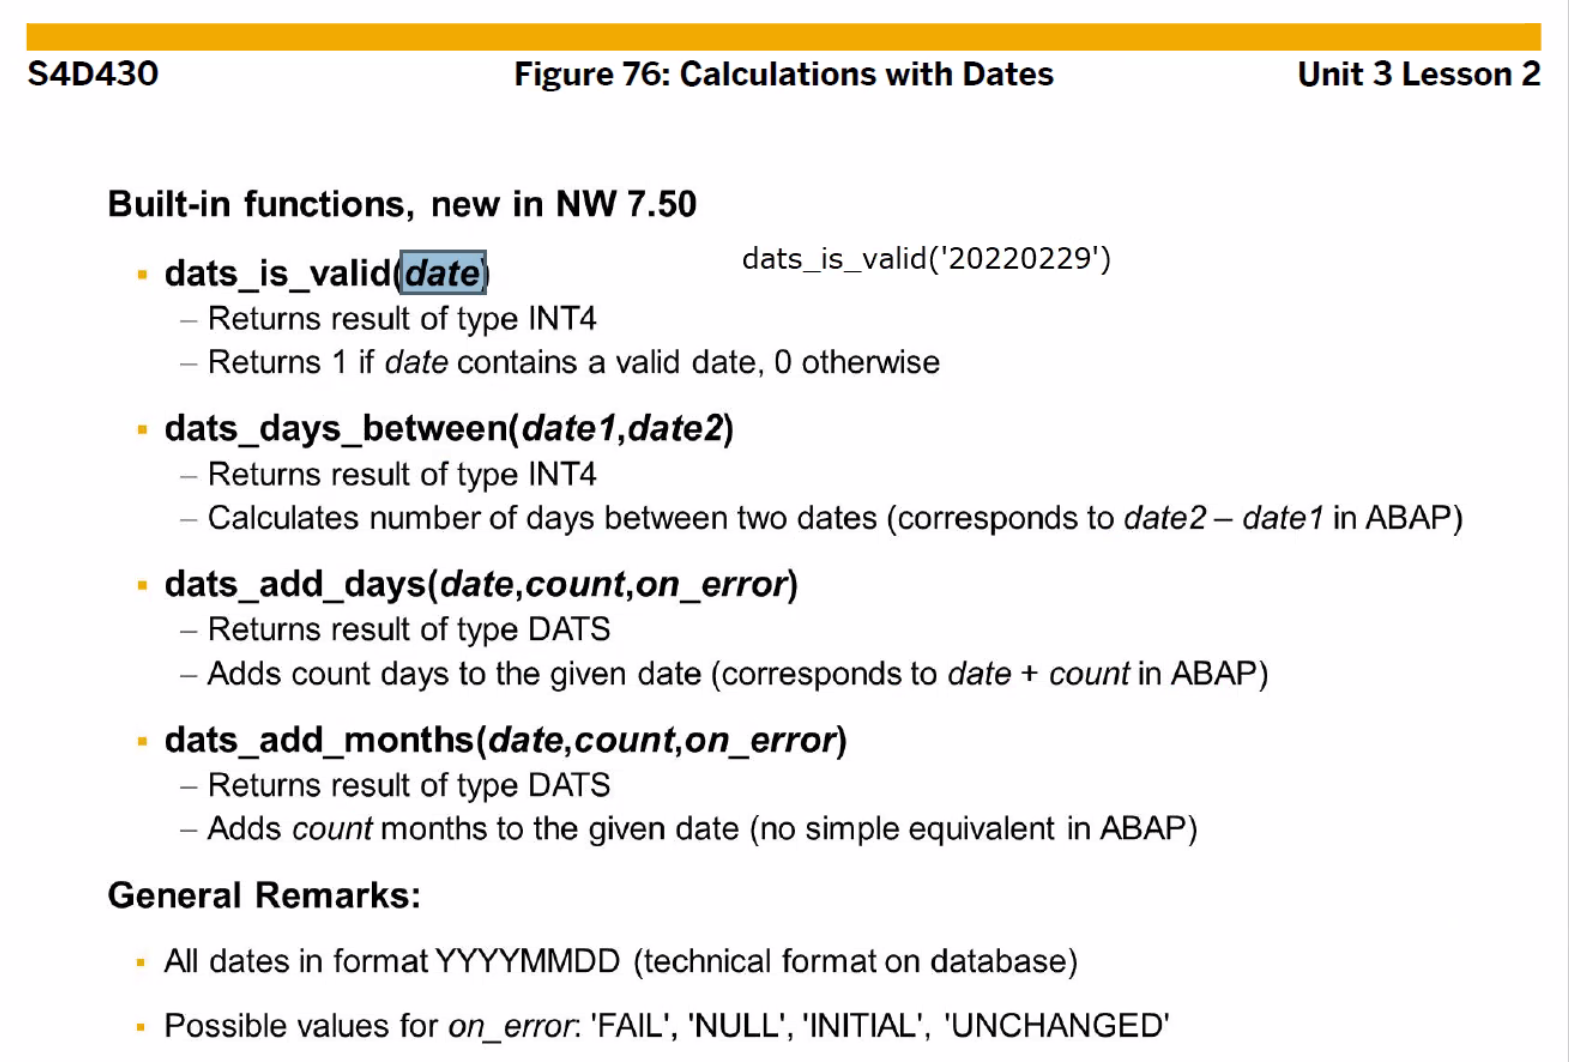 S4D430 Figure 76: Calculations with Dates Unit 3 Lesson 2
Built-in functions, new in NW 7.50
▪ dats_is_valid(date) dats_is_valid('20220229')
– Returns result of type INT4
– Returns 1 if date contains a valid date, 0 otherwise
▪ dats_days_between(date1,date2)
– Returns result of type INT4
– Calculates number of days between two dates (corresponds to date2 – date1 in ABAP)
▪ dats_add_days(date,count,on_error)
– Returns result of type DATS
– Adds count days to the given date (corresponds to date + count in ABAP)
▪ dats_add_months(date,count,on_error)
– Returns result of type DATS
– Adds count months to the given date (no simple equivalent in ABAP)
General Remarks:
▪ All dates in format YYYYMMDD (technical format on database)
▪ Possible values for on_error: 'FAIL', 'NULL', 'INITIAL', 'UNCHANGED'